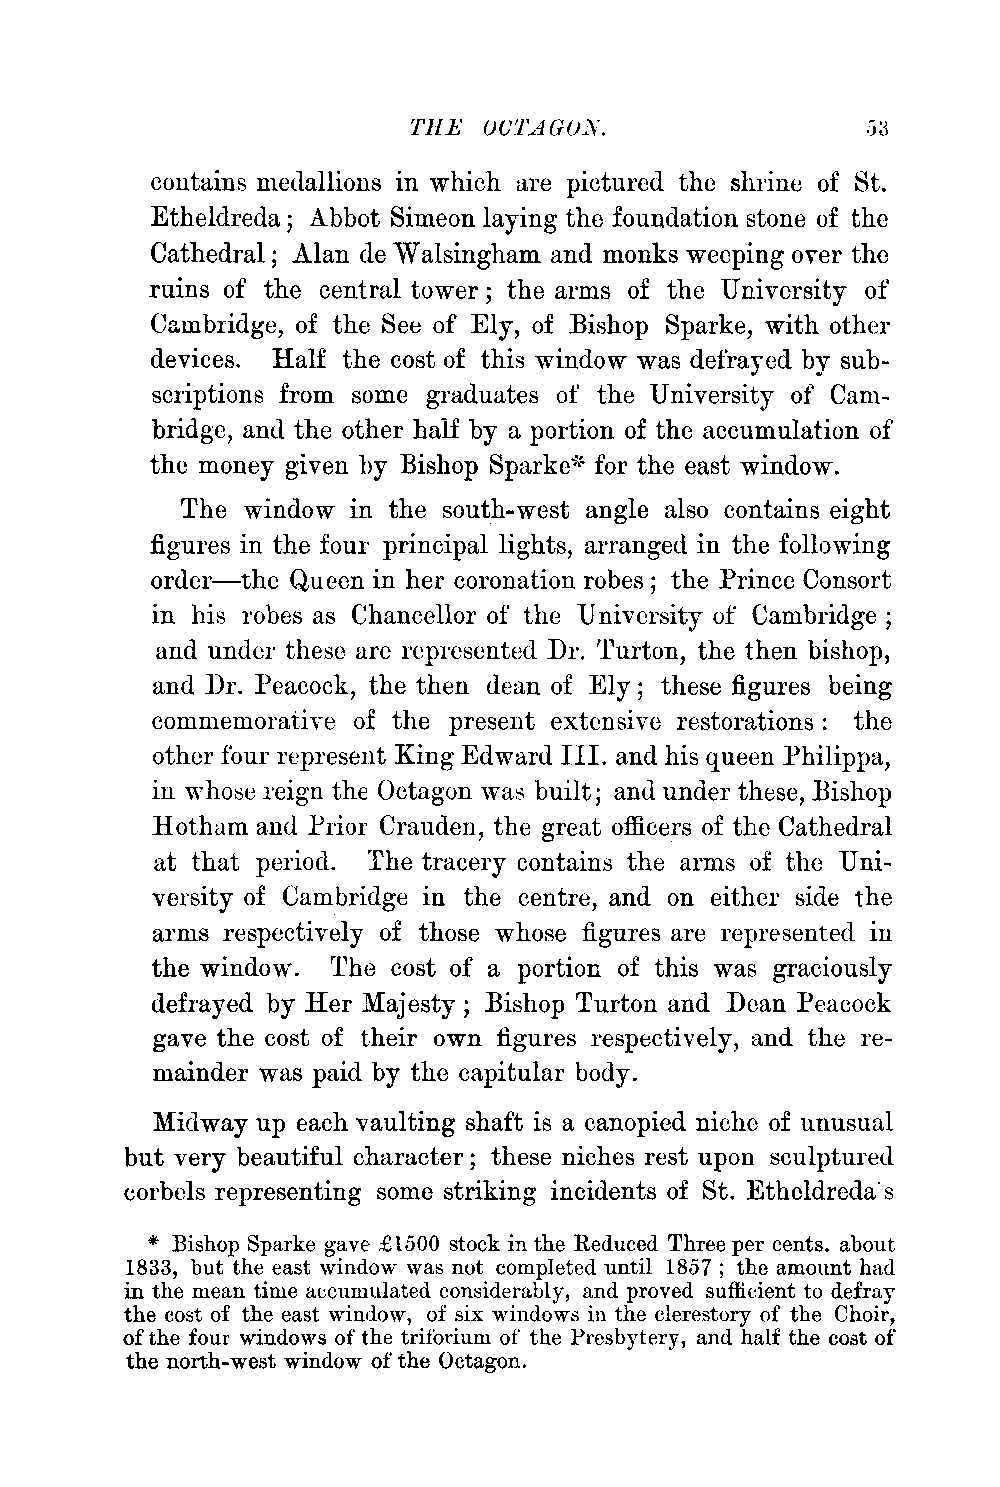 THE OCTAGON. 53
contains medallions in which are pictured the shrine of St.
Etheldreda; Abbot Simeon laying the foundation stone of the
Cathedral; Alan de Walsingham and monks weeping over the
ruins of the central tower; the arms of the University of
Cambridge, of the See of Ely, of Bishop Sparke, with other
devices. Half the cost of this window was defrayed by sub-
scriptions from some graduates of the University of Cam-
bridge, and the other half by a portion of the accumulation of
the money given by Bishop Sparke* for the east window.
The window in the south-west angle also contains eight
figures in the four principal lights, arranged in the following
order—the Queen in her coronation robes; the Prince Consort
in his robes as Chancellor of the University of Cambridge;
and under these are represented Dr. Turton, the then bishop,
and Dr. Peacock, the then dean of Ely; these figures being
commemorative of the present extensive restorations: the
other four represent King Edward III. and his queen Philippa,
in whose reign the Octagon was built; and under these, Bishop
Hotham and Prior Crauden, the great officers of the Cathedral
at that period. The tracery contains the arms of the Uni-
versity of Cambridge in the centre, and on either side the
arms respectively of those whose figures are represented in
the window. The cost of a portion of this was graciously
defrayed by Her Majesty; Bishop Turton and Dean Peacock
gave the cost of their own figures respectively, and the re-
mainder was paid by the capitular body.
Midway up each vaulting shaft is a canopied niche of unusual
but very beautiful character; these niches rest upon sculptured
corbels representing some striking incidents of St. Etheldreda's
* Bishop Sparke gave £1500 stock in the Reduced Three per cents. about
1833, but the east window was not completed until 1857; the amount had
in the mean time accumulated considerably, and proved sufficient to defray
the cost of the east window, of six windows in the clerestory of the Choir,
of the four windows of the triforium of the Presbytery, and half the cost of
the north-west window of the Octagon.